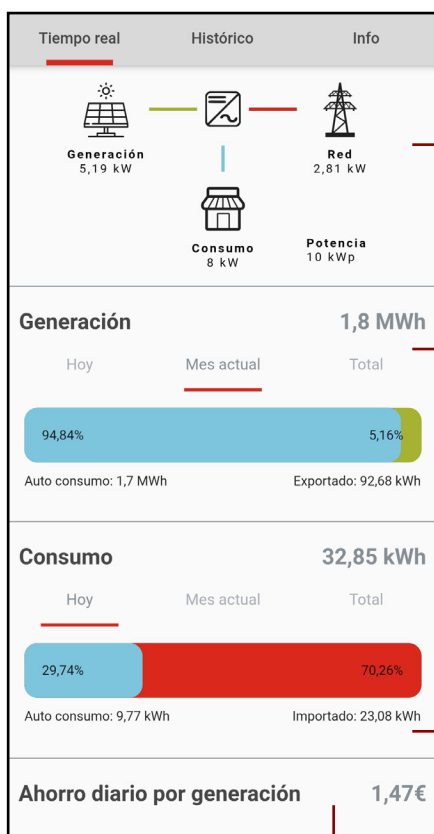 Tiempo real Histórico Info
Generación
5,19 kW
Red
2,81 kW
Consumo
8 kW
Potencia
10 kWp
Generación 1,8 MWh
Hoy Mes actual Total
94,84% 5,16%
Auto consumo: 1,7 MWh Exportado: 92,68 kWh
Consumo 32,85 kWh
Hoy Mes actual Total
29,74% 70,26%
Auto consumo: 9,77 kWh Importado: 23,08 kWh
Ahorro diario por generación 1,47€